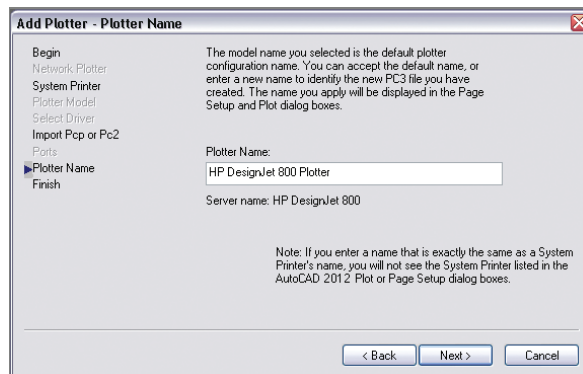 Add Plotter - Plotter Name
Begin
Network Plotter
System Printer
Plotter Model
Select Driver
Import Pcp or Pc2
Ports
Plotter Name
Finish
The model name you selected is the default plotter
configuration name. You can accept the default name, or
enter a new name to identify the new PC3 file you have
created. The name you apply will be displayed in the Page
Setup and Plot dialog boxes.
Plotter Name:
HP DesignJet 800 Plotter
Server name: HP DesignJet 800
Note: If you enter a name that is exactly the same as a System
Printer's name, you will not see the System Printer listed in the
AutoCAD 2012 Plot or Page Setup dialog boxes.
< Back
Next >
Cancel